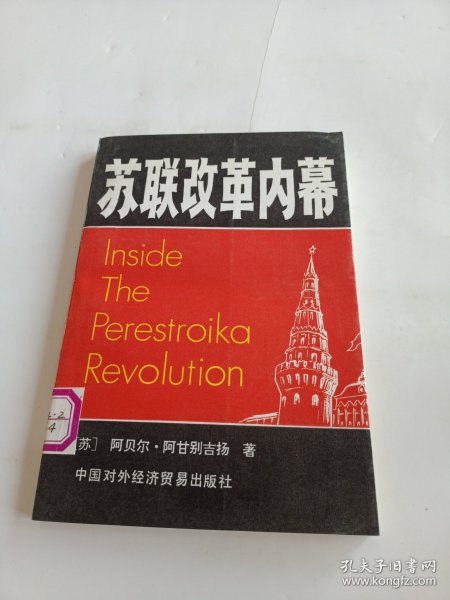 苏联改革内幕
Inside
The
Perestroika
Revolution
苏］ 阿贝尔·阿甘别吉扬 著
中国对外经济贸易出版社
孔夫子旧书网
www.kongfz.com